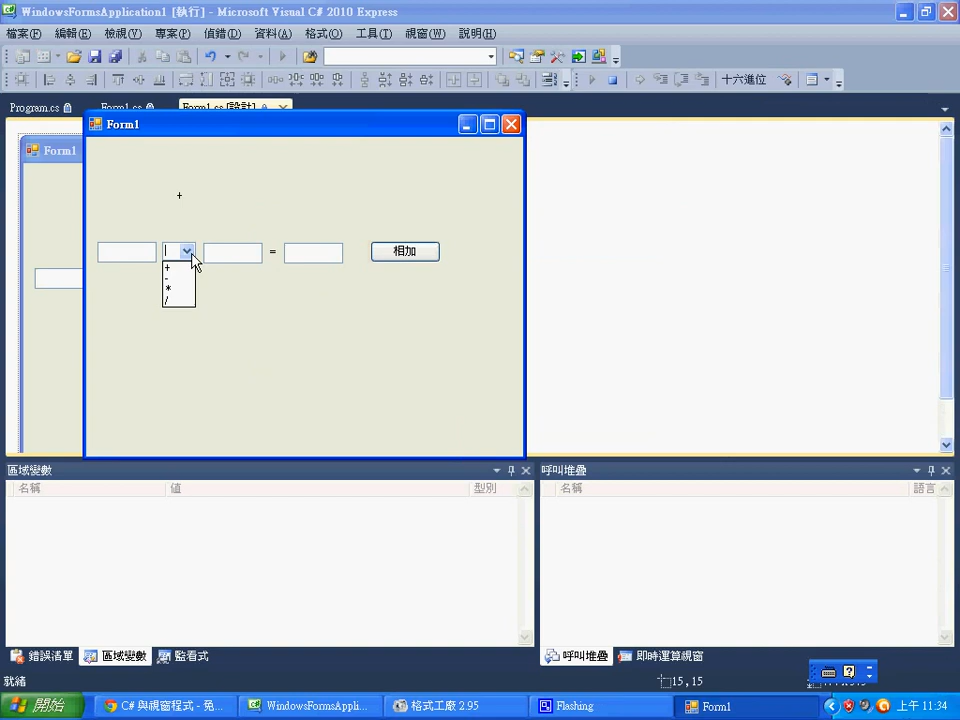 WindowsFormsApplication1 [執行] - Microsoft Visual C# 2010 Express
檔案(F) 編輯(E) 檢視(V) 專案(P) 偵錯(D) 資料(A) 格式(O) 工具(T) 視窗(W) 說明(H)
十六進位
Program.cs Form1.cs Form1.cs [設計]
Form1
Form1
+
= 相加
+
-
*
/
區域變數
名稱 值 型別
呼叫堆疊
名稱 語言
錯誤清單 區域變數 監看式
呼叫堆疊 即時運算視窗
就緒
15, 15
開始 C# 與視窗程式 - 兔... WindowsFormsAppli... 格式工廠 2.95 Flashing Form1 上午 11:34